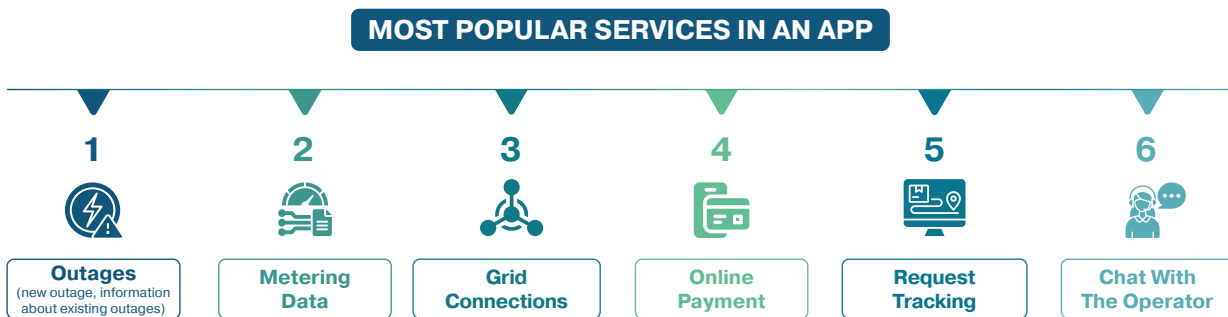 MOST POPULAR SERVICES IN AN APP
1
2
3
4
5
6
Outages
(new outage, information
about existing outages)
Metering
Data
Grid
Connections
Online
Payment
Request
Tracking
Chat With
The Operator